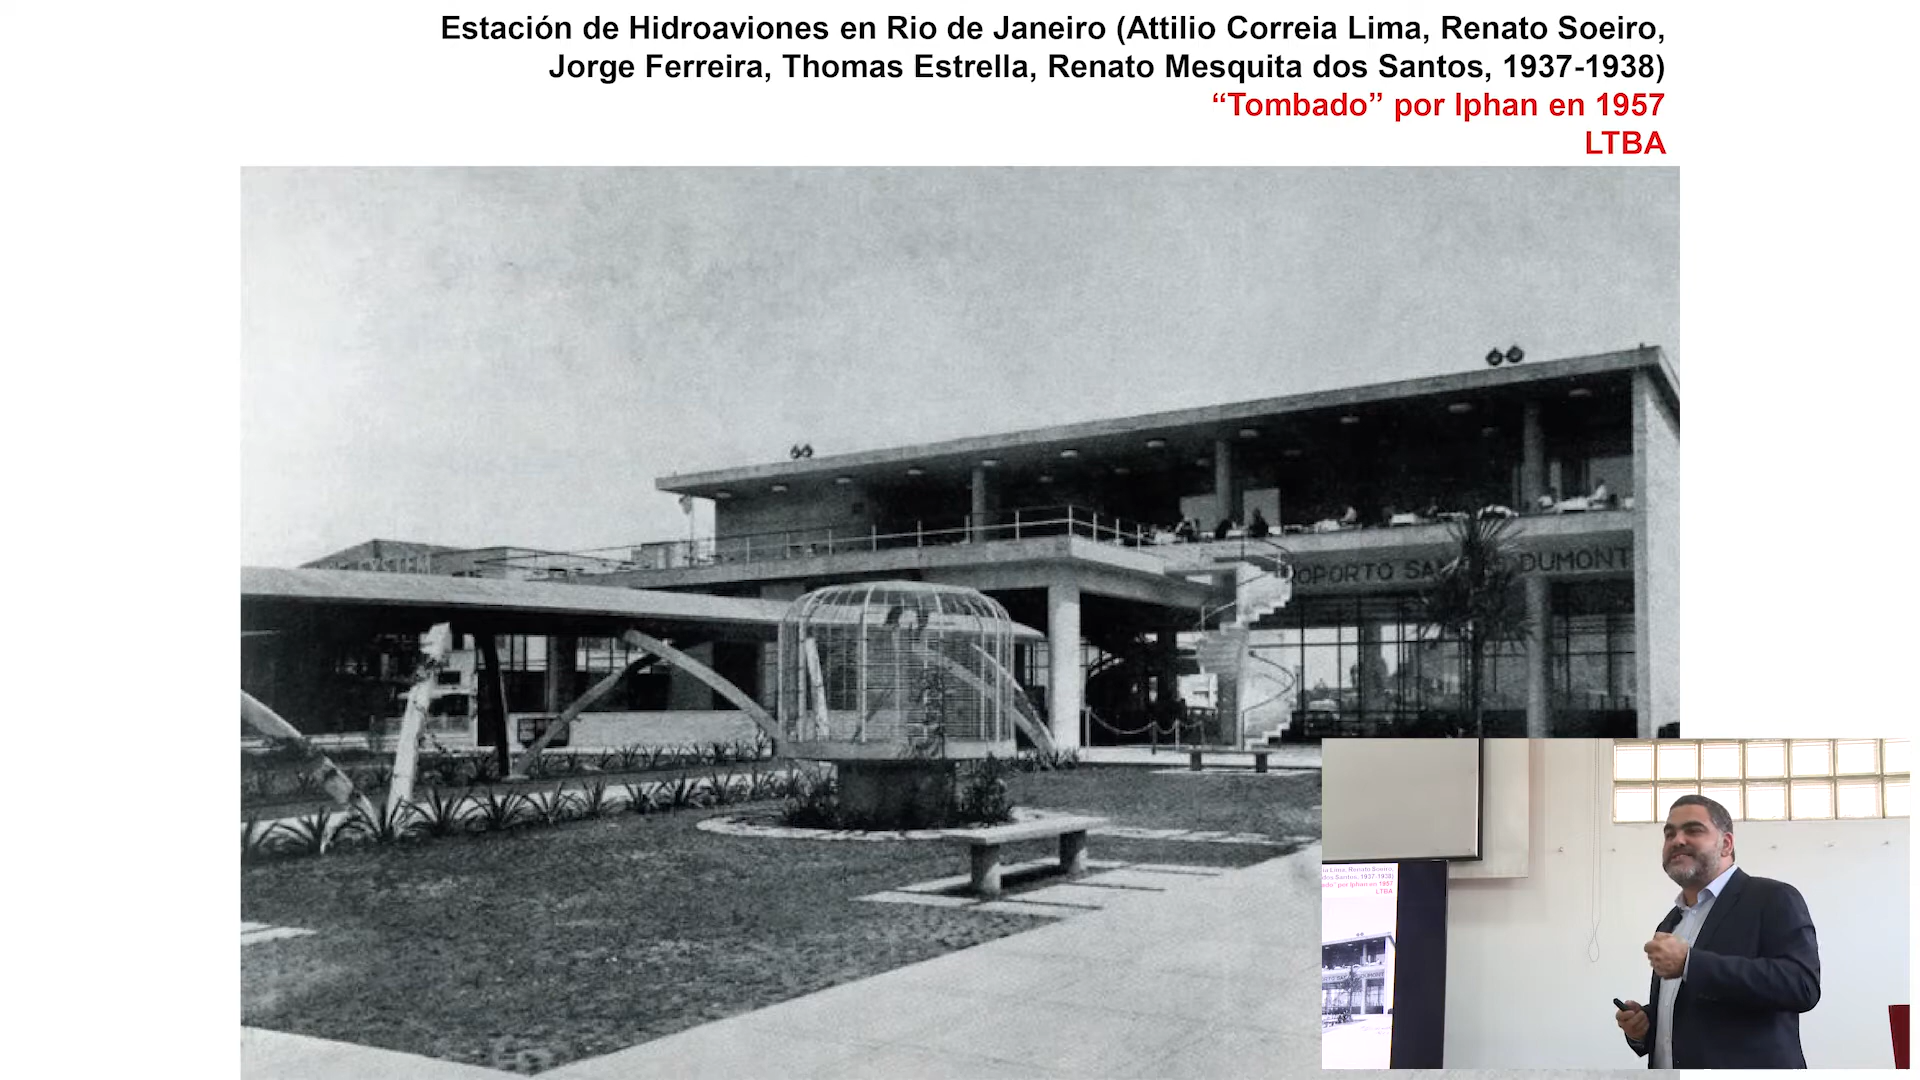 Estación de Hidroaviones en Rio de Janeiro (Attilio Correia Lima, Renato Soeiro,
Jorge Ferreira, Thomas Estrella, Renato Mesquita dos Santos, 1937-1938)
“Tombado” por Iphan en 1957
LTBA
DUMONT